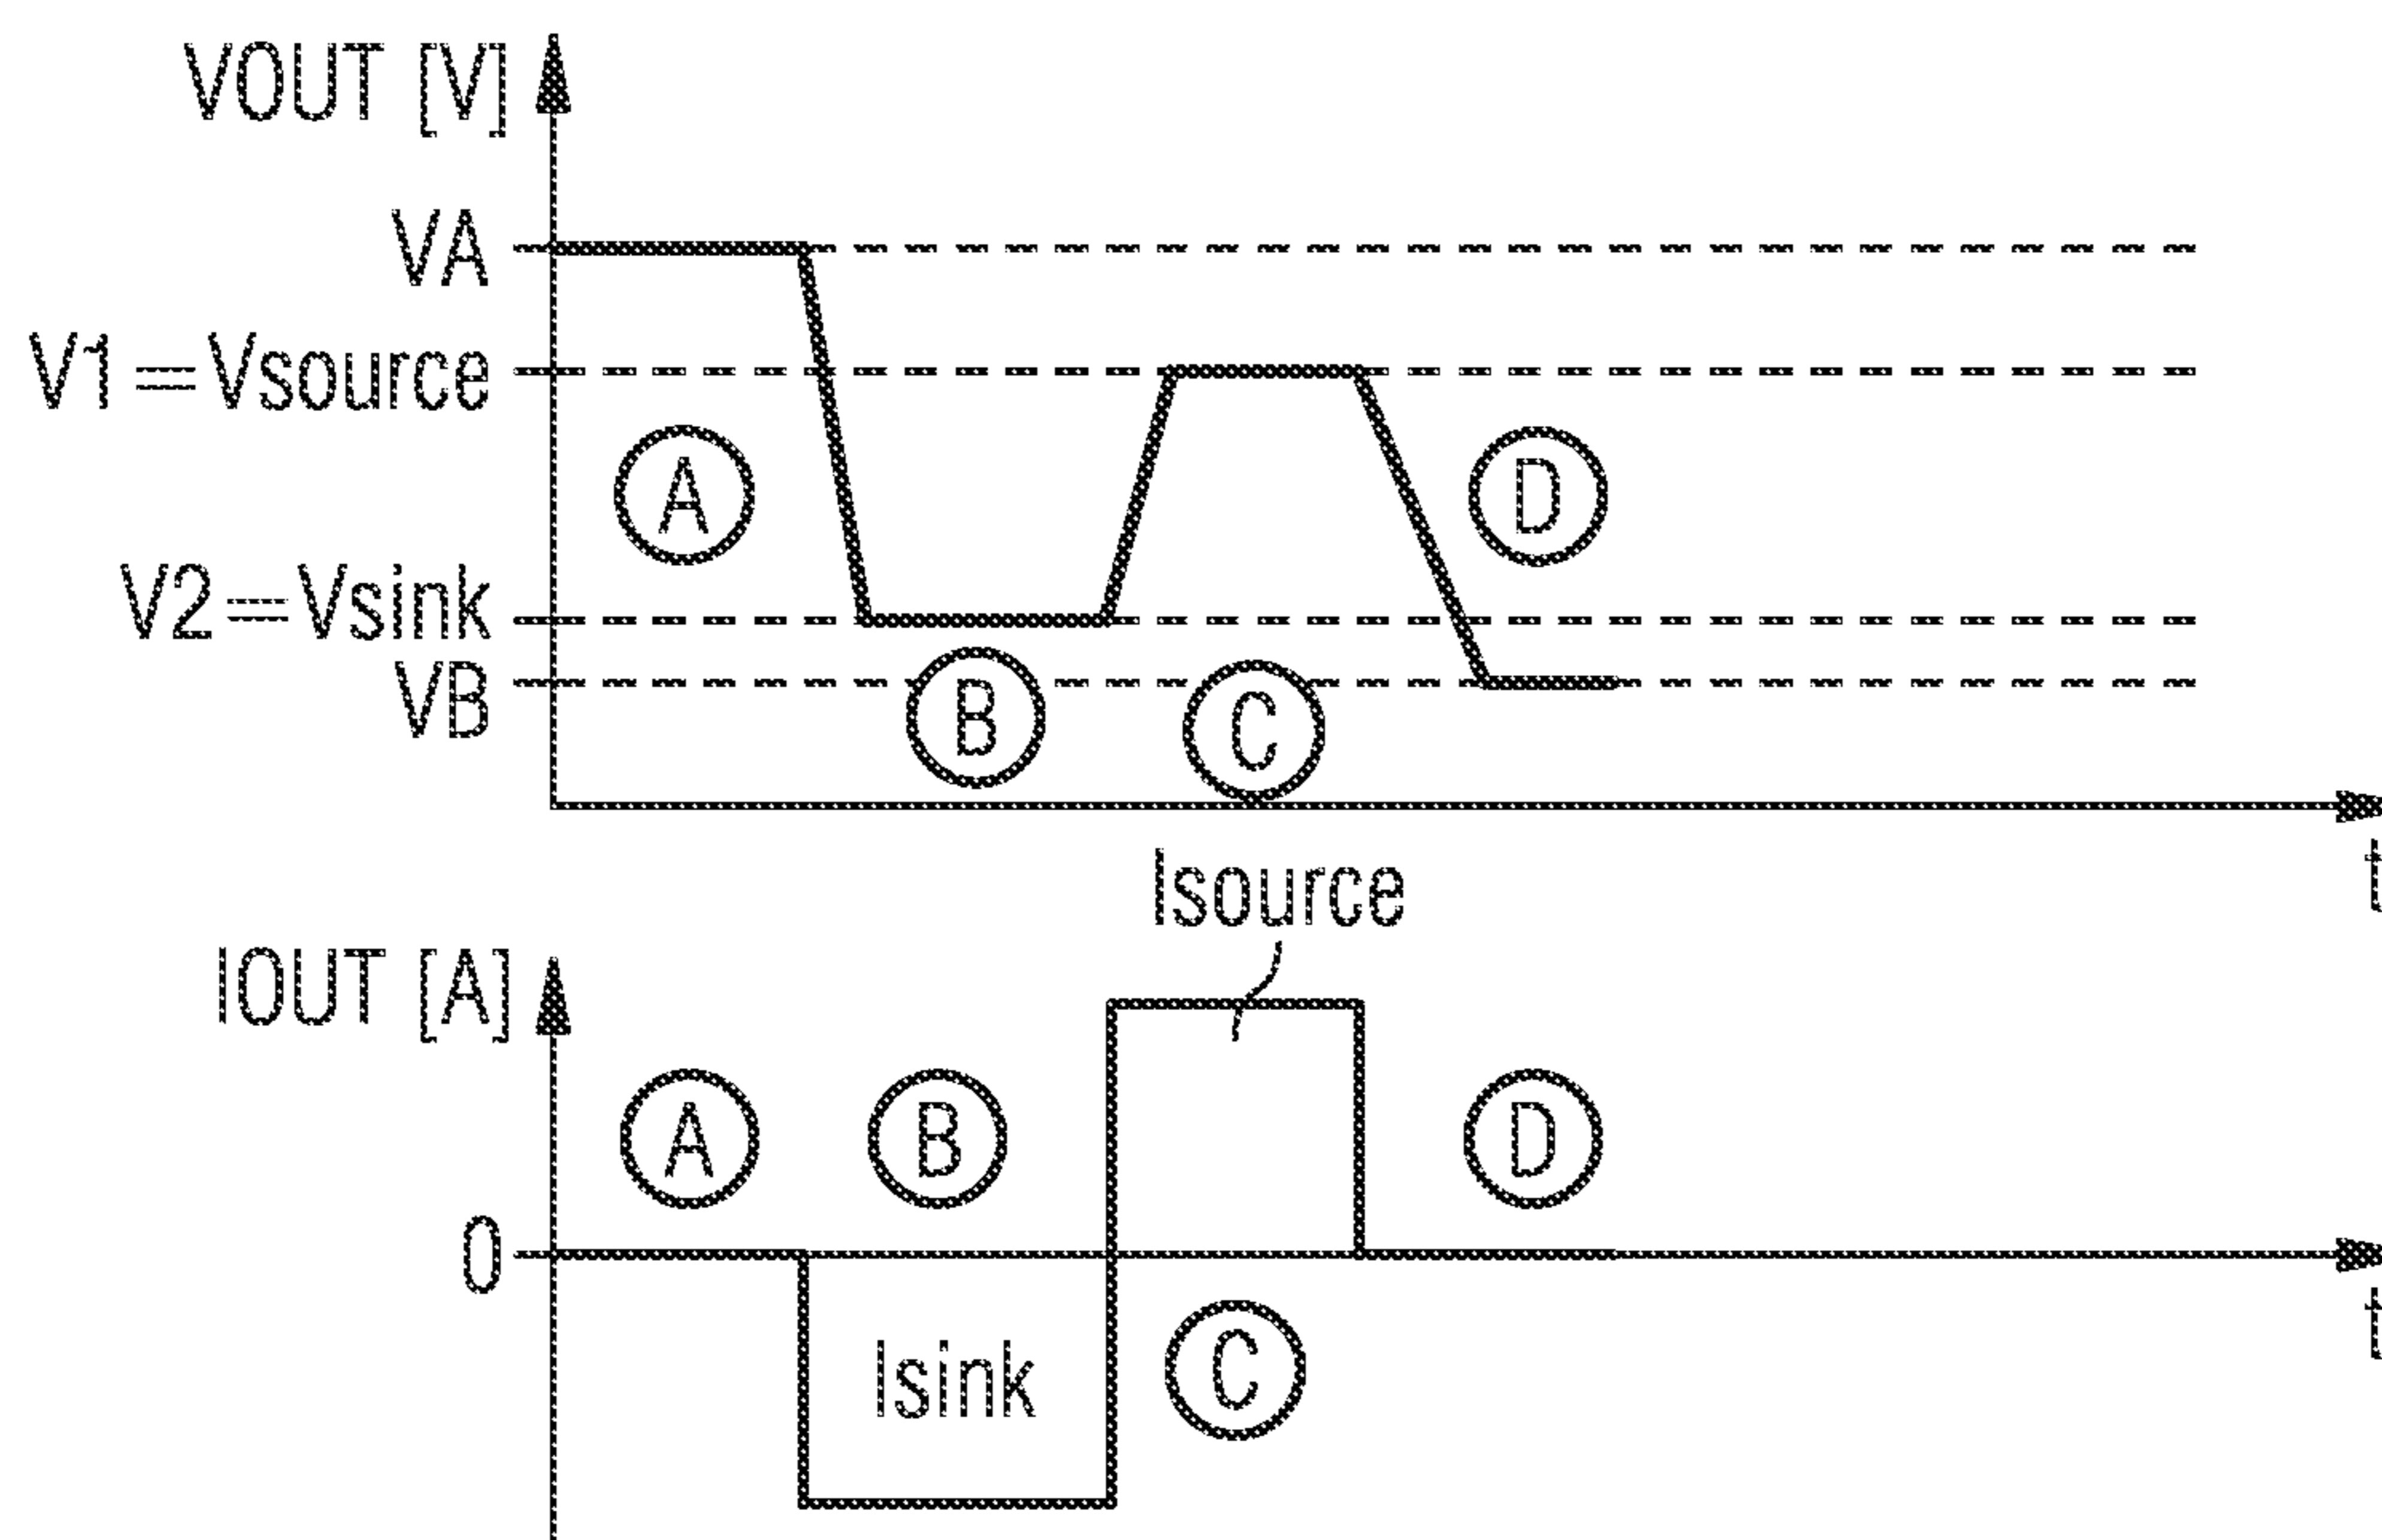 VOUT [V]
VA
V1=Vsource
A
D
V2=Vsink
VB
B
C
t
Isource
IOUT [A]
A
B
D
0
t
Isink
C